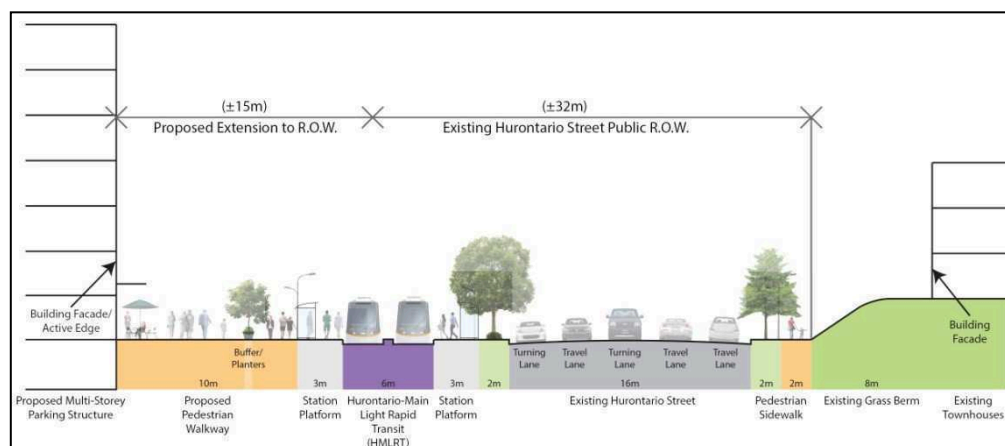 (±15m)
Proposed Extension to R.O.W.
(±32m)
Existing Hurontario Street Public R.O.W.
Building Facade/
Active Edge
Buffer/
Planters
Turning
Lane
Travel
Lane
Turning
Lane
Travel
Lane
Travel
Lane
Building
Facade
10m
3m
6m
3m
2m
16m
2m
2m
8m
Proposed Multi-Storey
Parking Structure
Proposed
Pedestrian
Walkway
Station
Platform
Hurontario-Main
Light Rapid
Transit
(HMLRT)
Station
Platform
Existing Hurontario Street
Pedestrian
Sidewalk
Existing Grass Berm
Existing
Townhouses